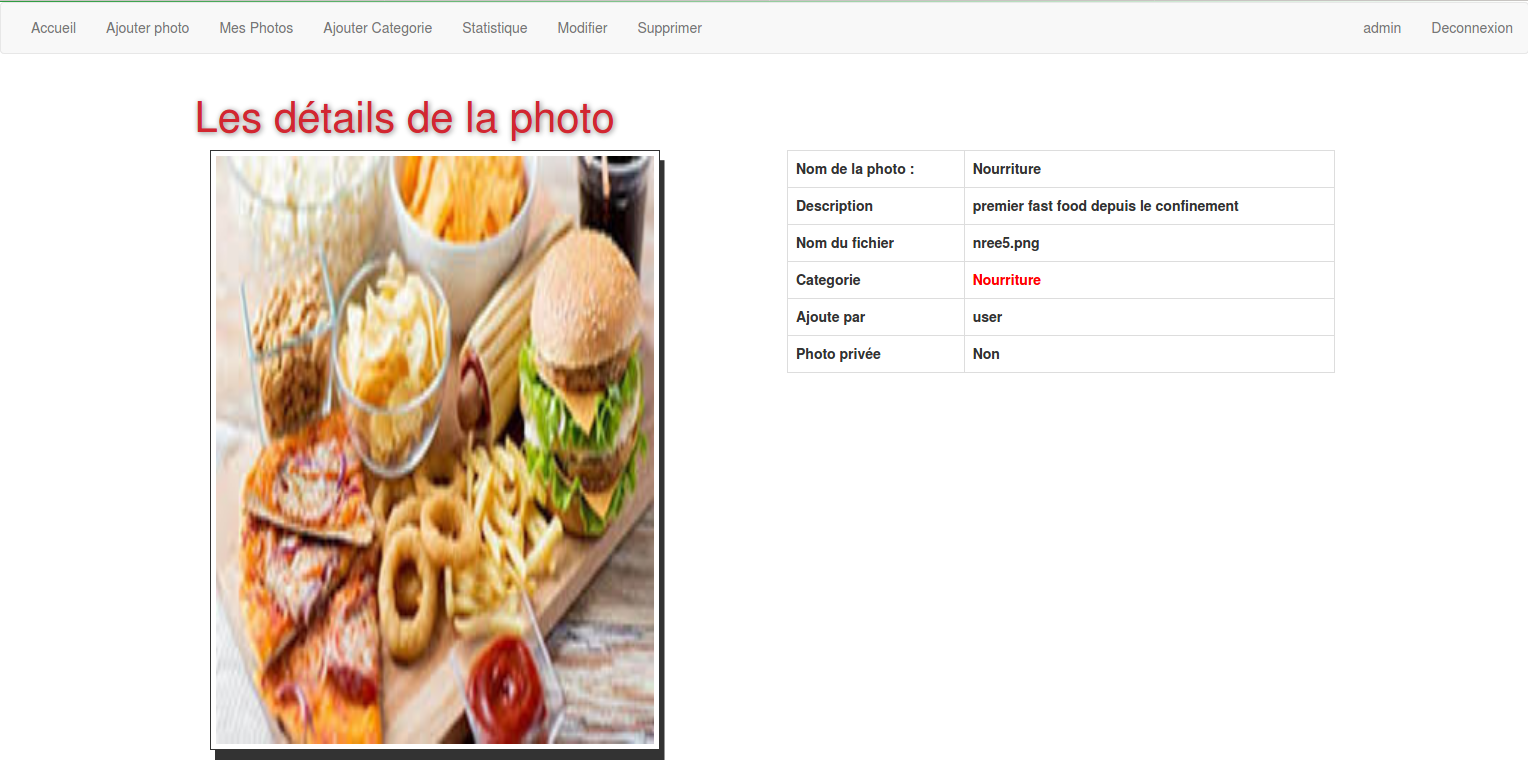 Accueil Ajouter photo Mes Photos Ajouter Categorie Statistique Modifier Supprimer admin Deconnexion
Les détails de la photo
Nom de la photo : Nourriture
Description premier fast food depuis le confinement
Nom du fichier nree5.png
Categorie Nourriture
Ajoute par user
Photo privée Non